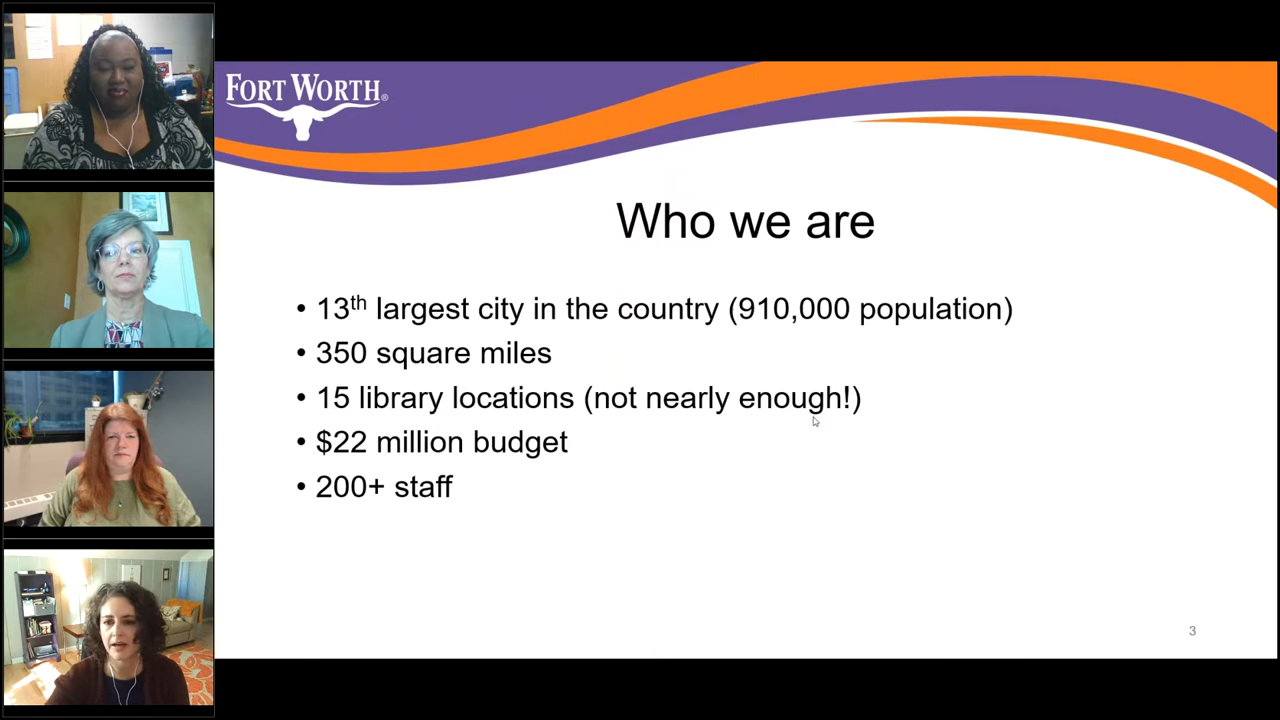 FORT WORTH®
Who we are
• 13th largest city in the country (910,000 population)
• 350 square miles
• 15 library locations (not nearly enough!)
• $22 million budget
• 200+ staff
3